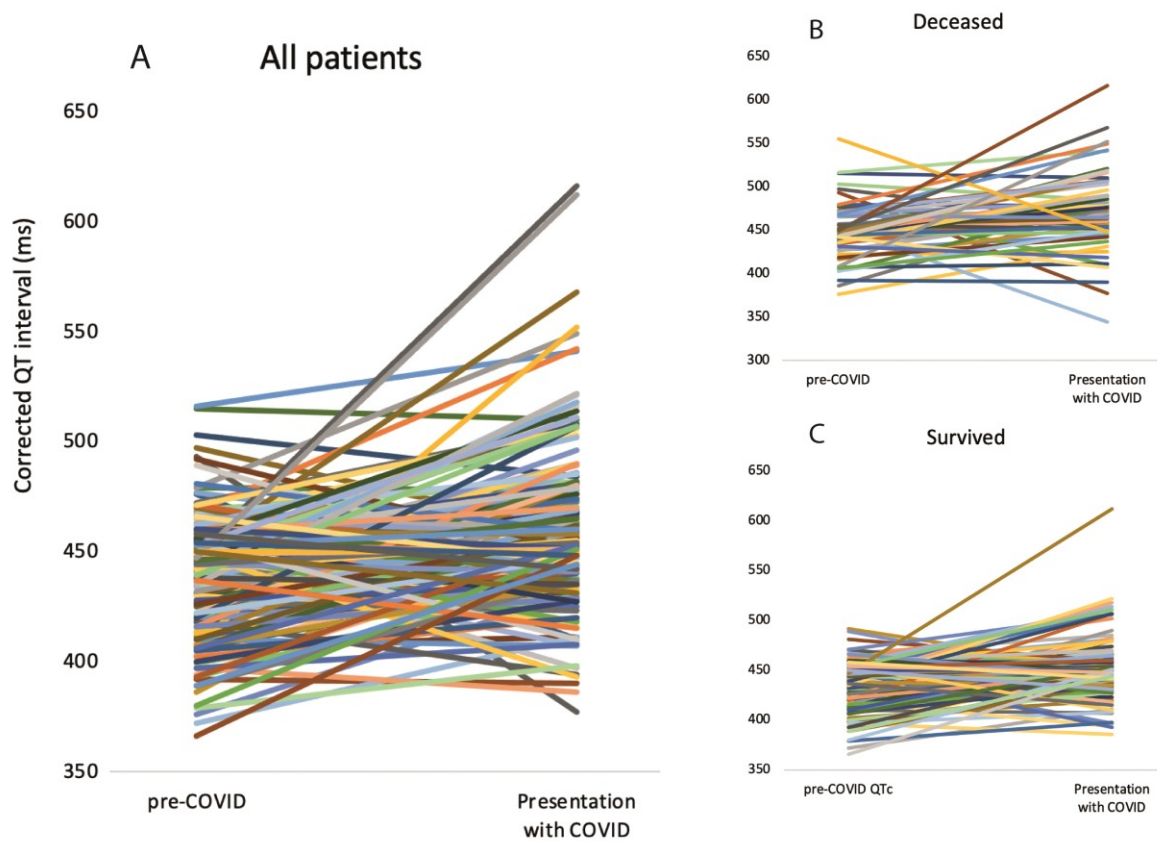 A
All patients
Corrected QT interval (ms)
650
600
550
500
450
400
350
pre-COVID
Presentation
with COVID
B
Deceased
650
600
550
500
450
400
350
300
pre-COVID
Presentation
with COVID
C
Survived
650
600
550
500
450
400
350
pre-COVID QTc
Presentation
with COVID